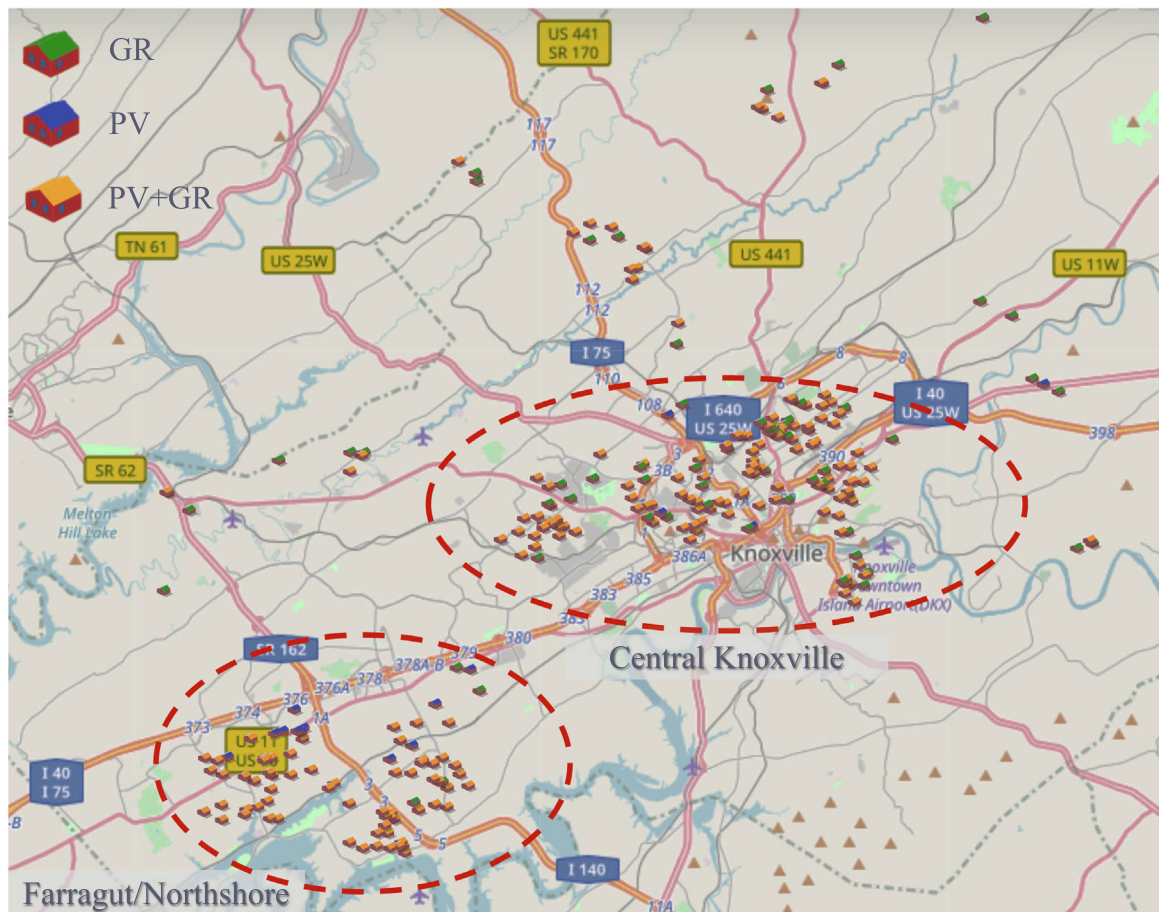 GR
PV
PV+GR
US 441
SR 170
117
117
TN 61
US 25W
US 441
US 11W
112
112
I 75
110
108
8
8
I 640
US 25W
I 40
US 25W
398
3
3B
390
SR 62
Melton
Hill Lake
1A
1
386A
Knoxville
385
383
383
Knoxville
Downtown
Island Airport(DKX)
380
379
Central Knoxville
SR 162
378A-B
378
376A
376
374
1A
373
US 11
I 40
I 75
3
3
-B
5
5
I 140
Farragut/Northshore
11A